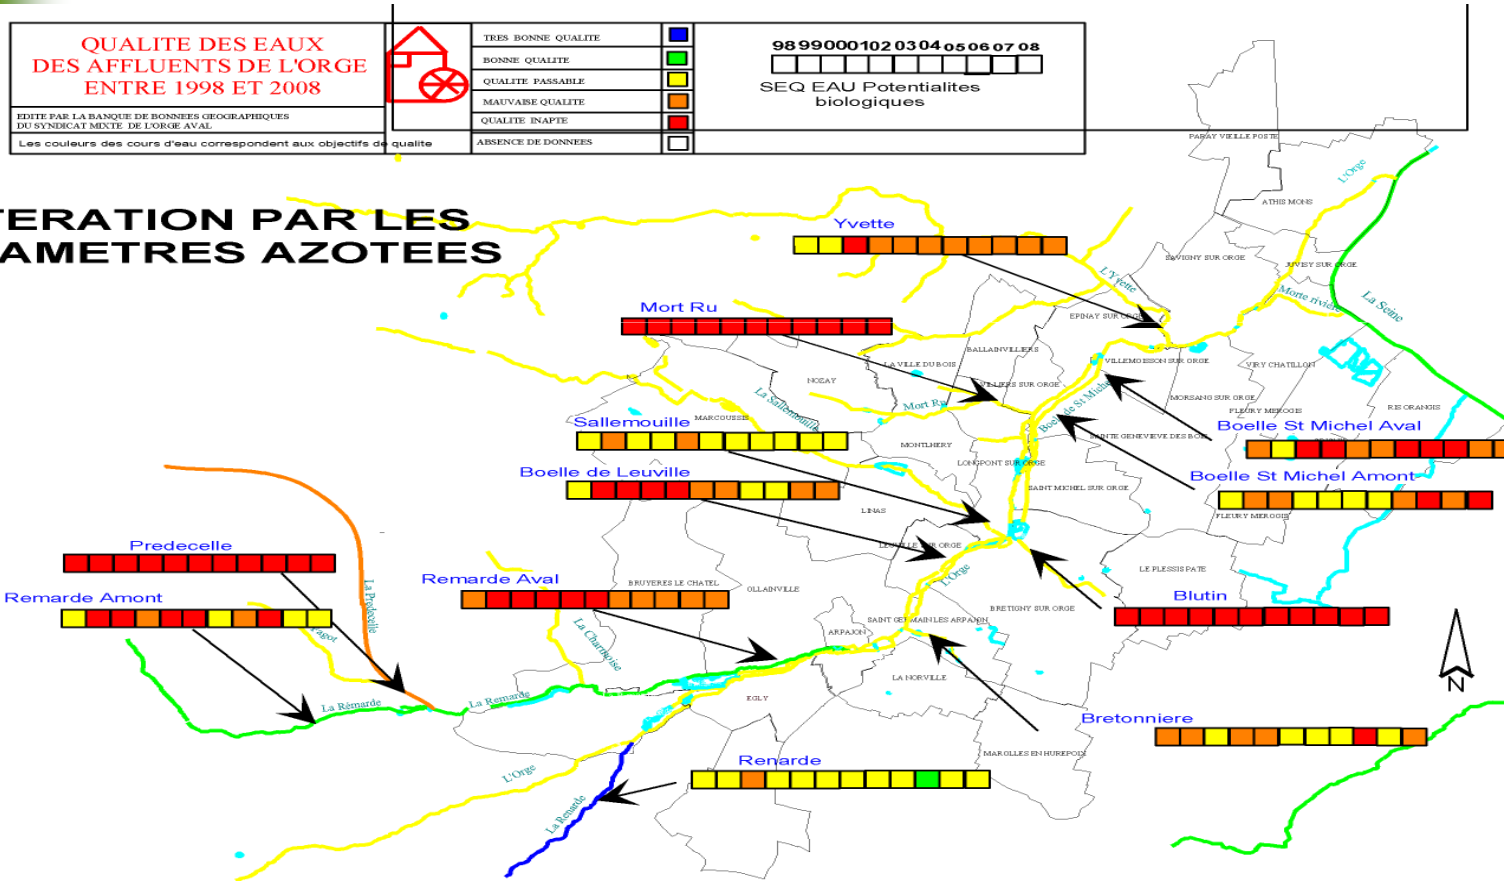 QUALITE DES EAUX
DES AFFLUENTS DE L'ORGE
ENTRE 1998 ET 2008
EDITE PAR LA BANQUE DE BONNEES GEOGRAPHIQUES
DU SYNDICAT MIXTE DE L'ORGE AVAL
Les couleurs des cours d'eau correspondent aux objectifs de qualite
TRES BONNE QUALITE
BONNE QUALITE
QUALITE PASSABLE
MAUVAISE QUALITE
QUALITE INAPTE
ABSENCE DE DONNEES
98 99 00 01 02 03 04 05 06 07 08
SEQ EAU Potentialites
biologiques
TERATION PAR LES
AMETRES AZOTEES
PARAY VIEILLE POSTE
L'Orge
ATHIS MONS
Yvette
SAVIGNY SUR ORGE
JUVISY SUR ORGE
L'Yvette
Morte rivière
La Seine
Mort Ru
EPINAY SUR ORGE
BALLAINVILLIERS
LA VILLE DU BOIS
VILLEMOISSON SUR ORGE
VIRY CHATILLON
NOZAY
VILLIERS SUR ORGE
La Sallemouille
Mort Ru
Boelle de St Michel
MORSANG SUR ORGE
FLEURY MEROGIS
RIS ORANGIS
MARCOUSSIS
Sallemouille
Boelle St Michel Aval
MONTLHERY
SAINTE GENEVIEVE DES BOIS
LONGPONT SUR ORGE
Boelle de Leuville
Boelle St Michel Amont
SAINT MICHEL SUR ORGE
LINAS
FLEURY MEROGIS
Predecelle
LEUVILLE SUR ORGE
LE PLESSIS PATE
Remarde Aval
BRUYERES LE CHATEL
OLLAINVILLE
L'Orge
Remarde Amont
La Predecelle
BRETIGNY SUR ORGE
Blutin
SAINT GERMAIN LES ARPAJON
La Charmoise
ARPAJON
LA NORVILLE
N
La Rémarde
La Remarde
EGLY
Bretonniere
MAROLLES EN HUREPOIX
Renarde
L'Orge
La Renarde